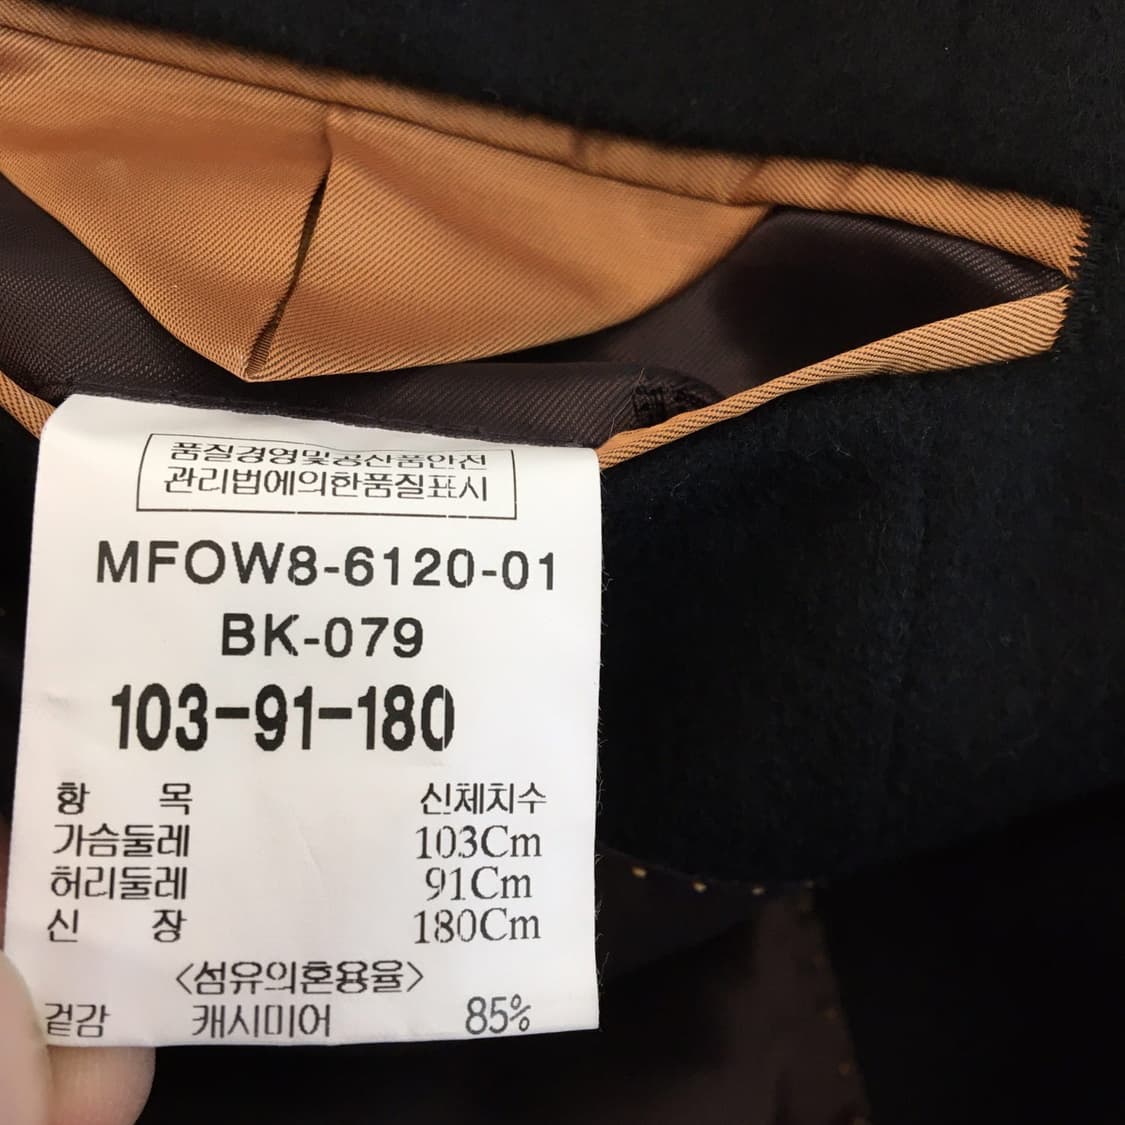 품질경영및공산품안전
관리법에의한품질표시
MFOW8-6120-01
BK-079
103-91-180
항 목 신체치수
가슴둘레 103Cm
허리둘레 91Cm
신 장 180Cm
<섬유의혼용율>
겉감 캐시미어 85%